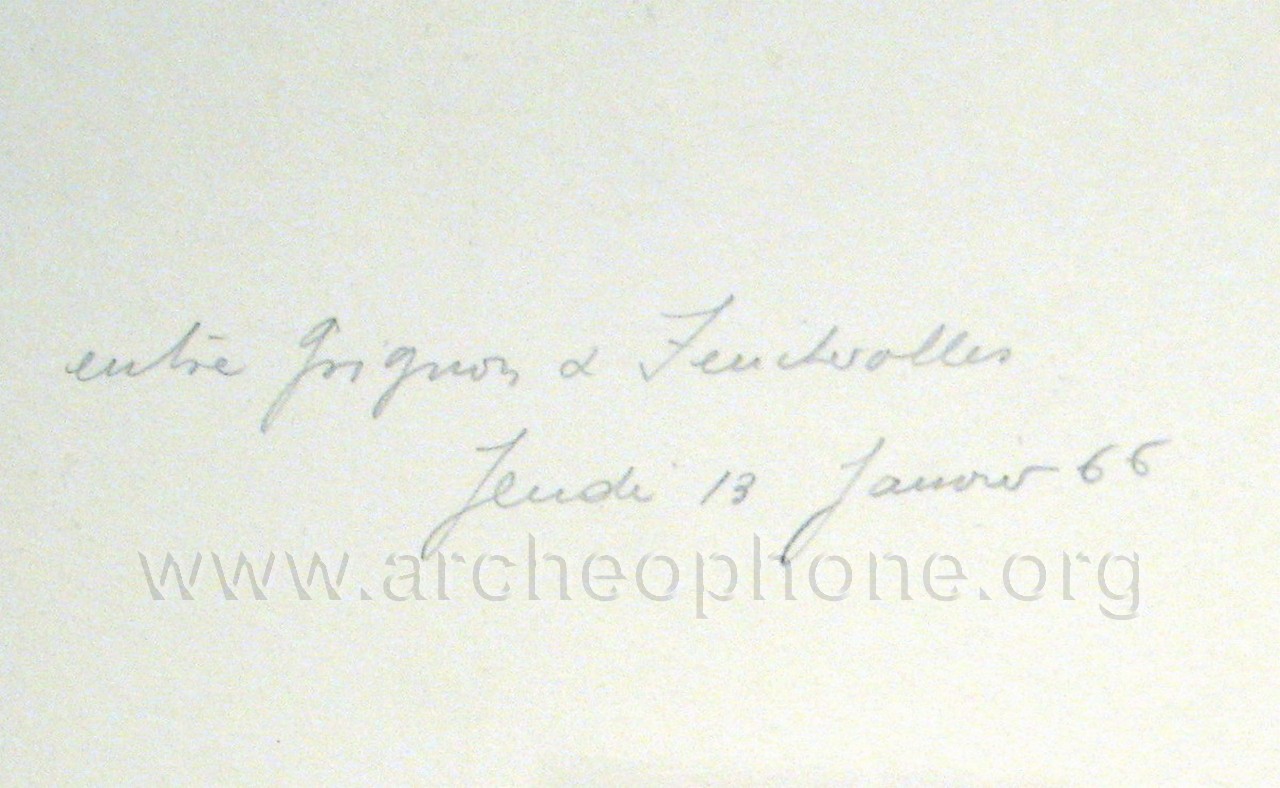 entre Grignon & Feucherolles
Jeudi 13 Janvier 66
www.archeophone.org